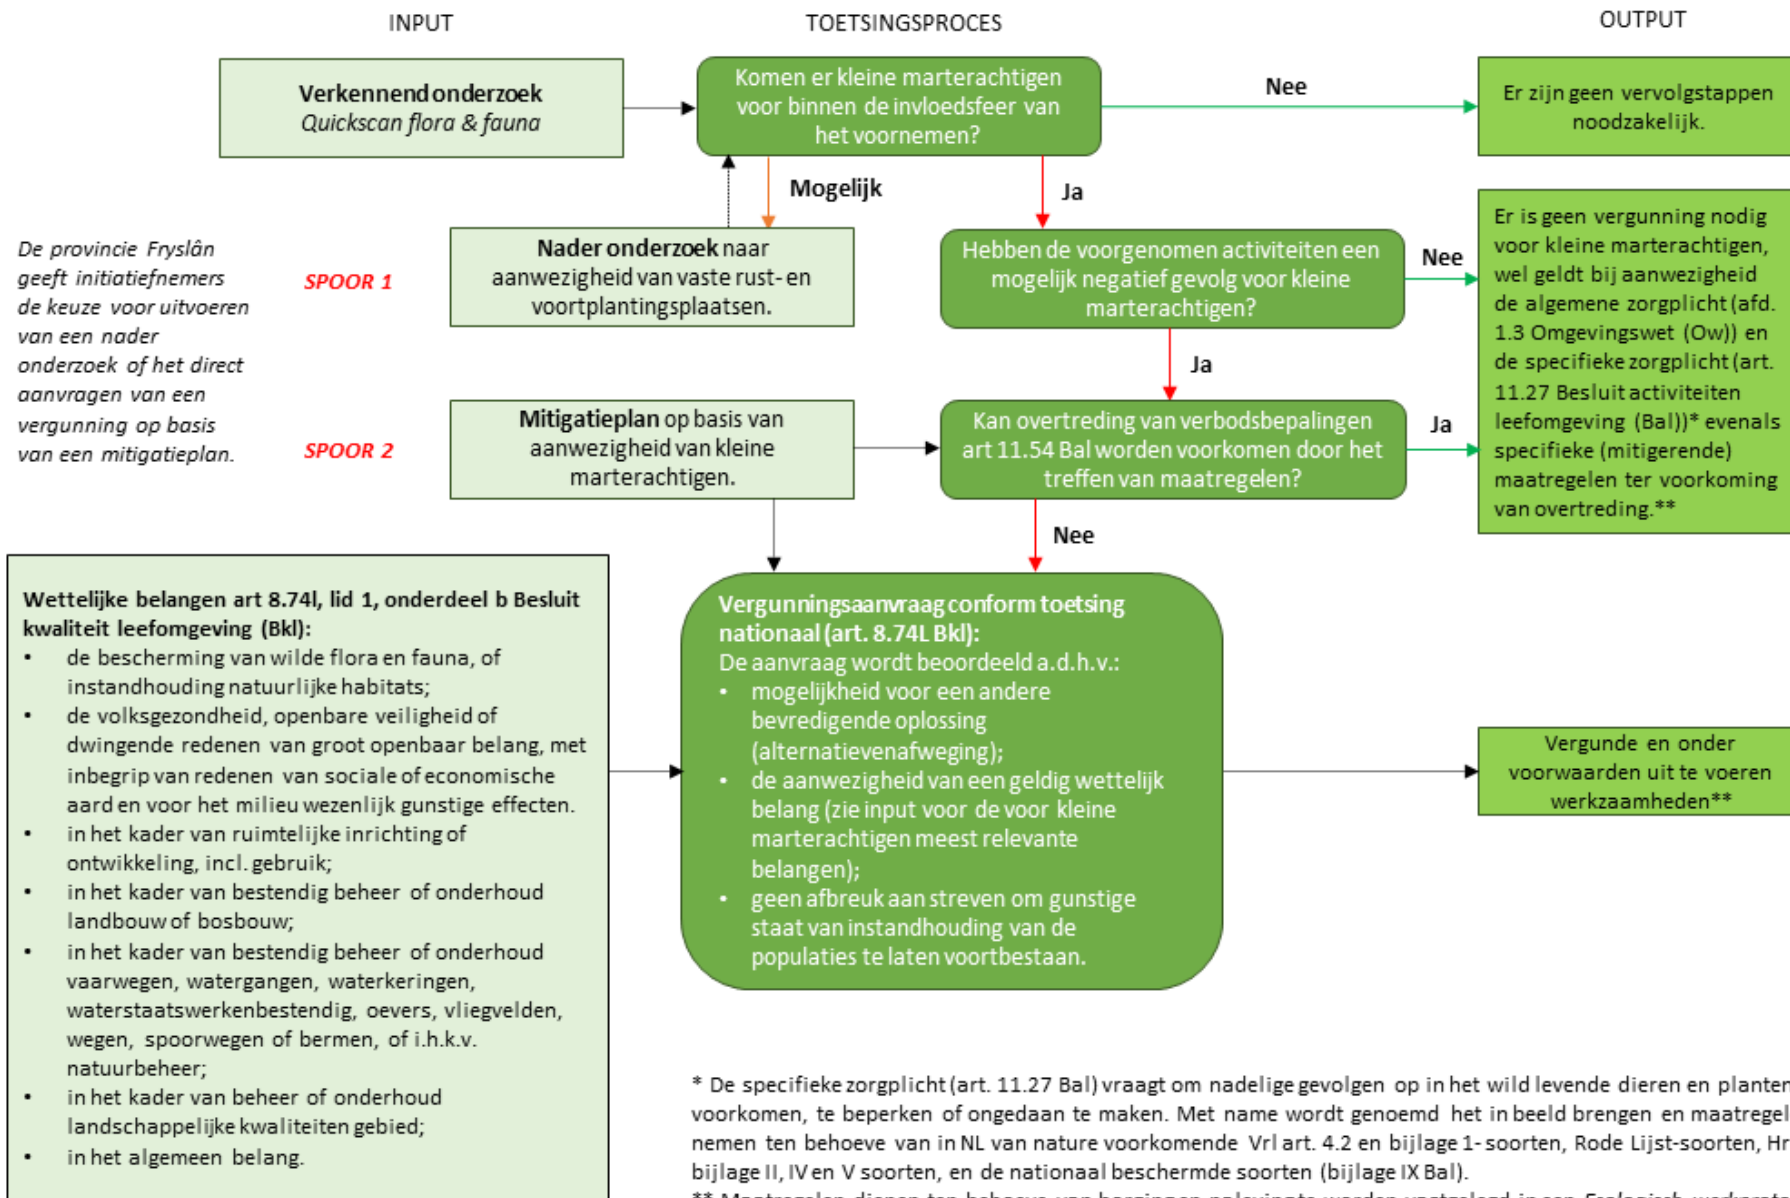 INPUT
TOETSINGSPROCES
OUTPUT
Verkennend onderzoek
Quickscan flora & fauna
Komen er kleine marterachtigen
voor binnen de invloedsfeer van
het voornemen?
Nee
Er zijn geen vervolgstappen
noodzakelijk.
Mogelijk
Ja
De provincie Fryslân
geeft initiatiefnemers
de keuze voor uitvoeren
van een nader
onderzoek of het direct
aanvragen van een
vergunning op basis
van een mitigatieplan.
SPOOR 1
Nader onderzoek naar
aanwezigheid van vaste rust- en
voortplantingsplaatsen.
Hebben de voorgenomen activiteiten een
mogelijk negatief gevolg voor kleine
marterachtigen?
Nee
Er is geen vergunning nodig
voor kleine marterachtigen,
wel geldt bij aanwezigheid
de algemene zorgplicht (afd.
1.3 Omgevingswet (Ow)) en
de specifieke zorgplicht (art.
11.27 Besluit activiteiten
leefomgeving (Bal))* evenals
specifieke (mitigerende)
maatregelen ter voorkoming
van overtreding.**
Ja
SPOOR 2
Mitigatieplan op basis van
aanwezigheid van kleine
marterachtigen.
Kan overtreding van verbodsbepalingen
art 11.54 Bal worden voorkomen door het
treffen van maatregelen?
Ja
Nee
Wettelijke belangen art 8.74l, lid 1, onderdeel b Besluit
kwaliteit leefomgeving (Bkl):
• de bescherming van wilde flora en fauna, of
instandhouding natuurlijke habitats;
• de volksgezondheid, openbare veiligheid of
dwingende redenen van groot openbaar belang, met
inbegrip van redenen van sociale of economische
aard en voor het milieu wezenlijk gunstige effecten.
• in het kader van ruimtelijke inrichting of
ontwikkeling, incl. gebruik;
• in het kader van bestendig beheer of onderhoud
landbouw of bosbouw;
• in het kader van bestendig beheer of onderhoud
vaarwegen, watergangen, waterkeringen,
waterstaatswerkenbestendig, oevers, vliegvelden,
wegen, spoorwegen of bermen, of i.h.k.v.
natuurbeheer;
• in het kader van beheer of onderhoud
landschappelijke kwaliteiten gebied;
• in het algemeen belang.
Vergunningsaanvraag conform toetsing
nationaal (art. 8.74L Bkl):
De aanvraag wordt beoordeeld a.d.h.v.:
• mogelijkheid voor een andere
bevredigende oplossing
(alternatievenafweging);
• de aanwezigheid van een geldig wettelijk
belang (zie input voor de voor kleine
marterachtigen meest relevante
belangen);
• geen afbreuk aan streven om gunstige
staat van instandhouding van de
populaties te laten voortbestaan.
Vergunde en onder
voorwaarden uit te voeren
werkzaamheden**
* De specifieke zorgplicht (art. 11.27 Bal) vraagt om nadelige gevolgen op in het wild levende dieren en planten
voorkomen, te beperken of ongedaan te maken. Met name wordt genoemd het in beeld brengen en maatregel
nemen ten behoeve van in NL van nature voorkomende Vrl art. 4.2 en bijlage 1- soorten, Rode Lijst-soorten, Hr
bijlage II, IV en V soorten, en de nationaal beschermde soorten (bijlage IX Bal).
** Maatregelen dienen ten behoeve van borging en naleving te worden vastgelegd in een Ecologisch